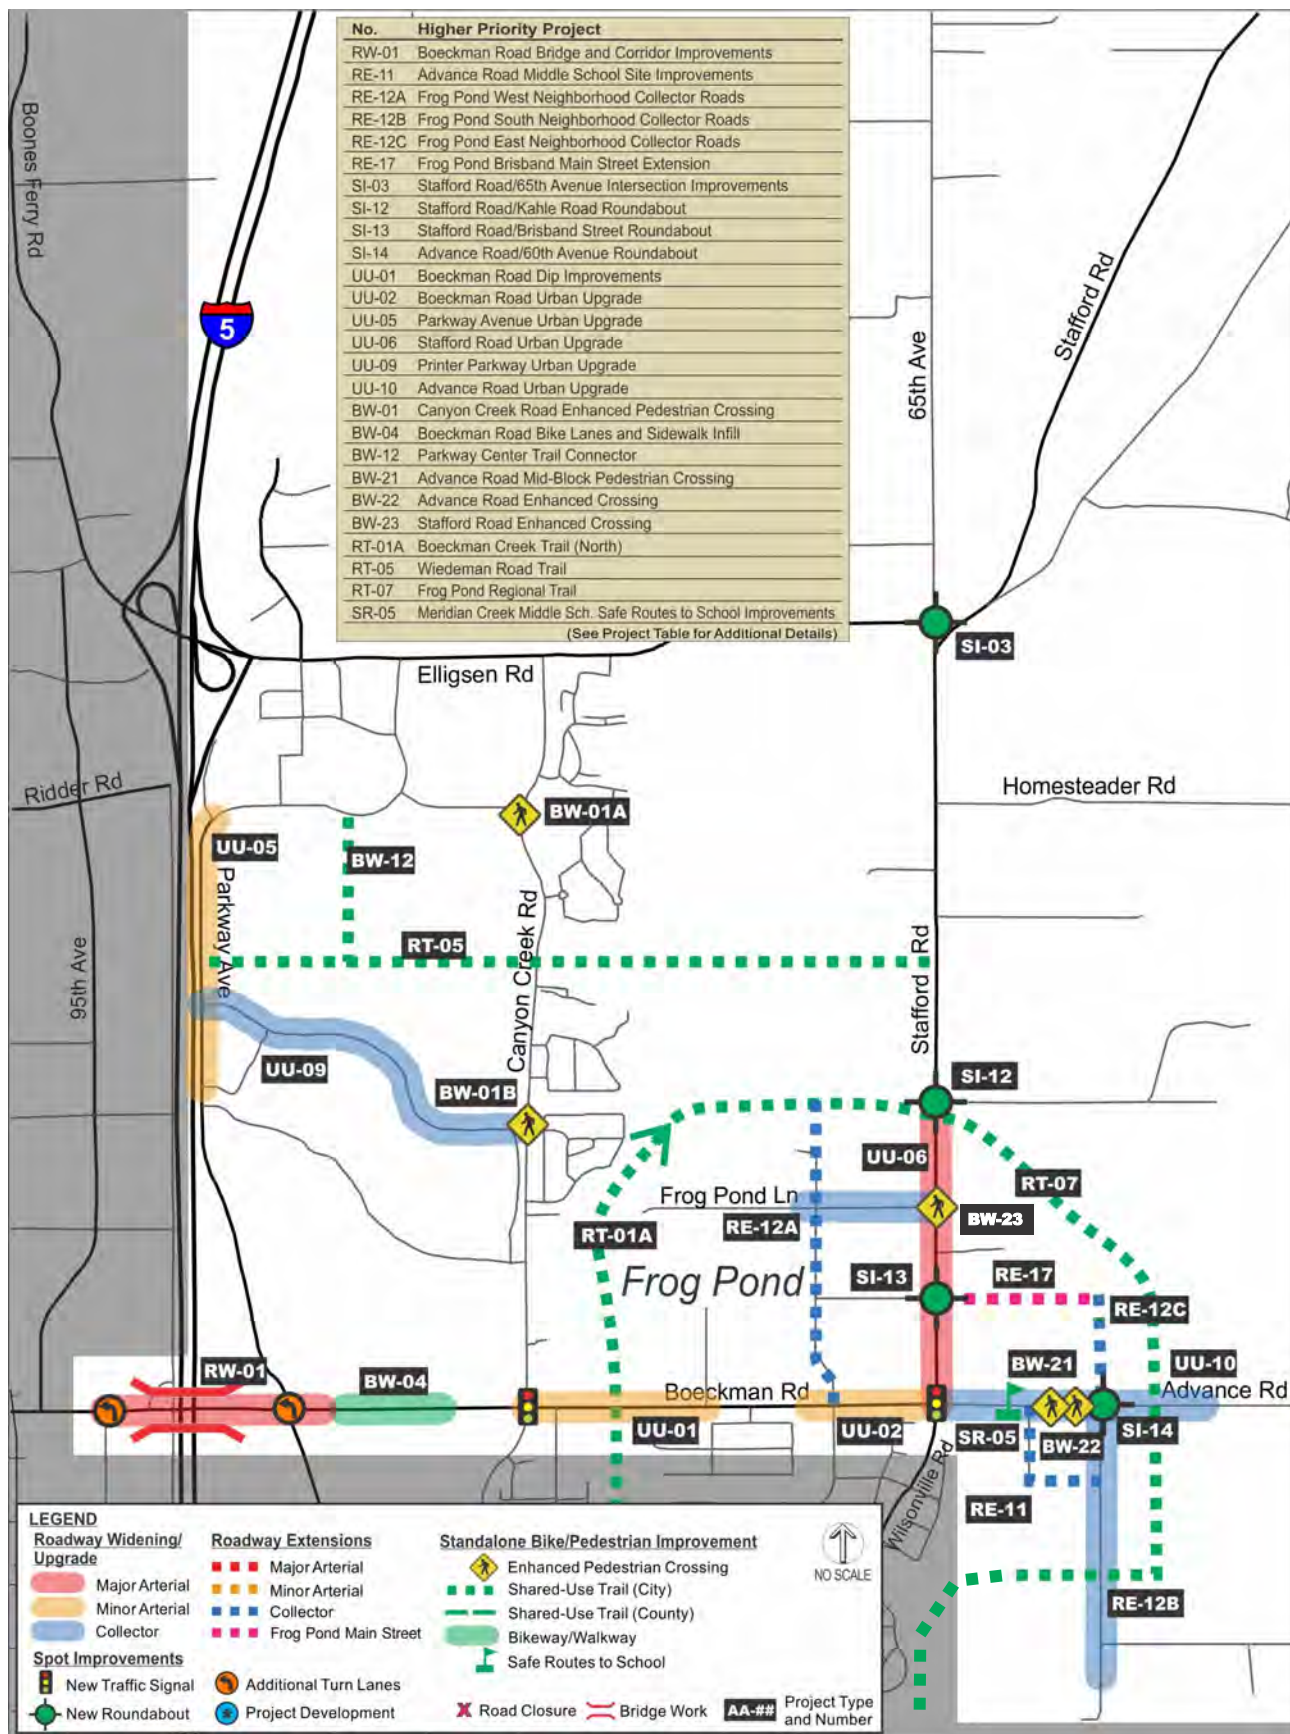 No. Higher Priority Project
RW-01 Boeckman Road Bridge and Corridor Improvements
RE-11 Advance Road Middle School Site Improvements
RE-12A Frog Pond West Neighborhood Collector Roads
RE-12B Frog Pond South Neighborhood Collector Roads
RE-12C Frog Pond East Neighborhood Collector Roads
RE-17 Frog Pond Brisband Main Street Extension
SI-03 Stafford Road/65th Avenue Intersection Improvements
SI-12 Stafford Road/Kahle Road Roundabout
SI-13 Stafford Road/Brisband Street Roundabout
SI-14 Advance Road/60th Avenue Roundabout
UU-01 Boeckman Road Dip Improvements
UU-02 Boeckman Road Urban Upgrade
UU-05 Parkway Avenue Urban Upgrade
UU-06 Stafford Road Urban Upgrade
UU-09 Printer Parkway Urban Upgrade
UU-10 Advance Road Urban Upgrade
BW-01 Canyon Creek Road Enhanced Pedestrian Crossing
BW-04 Boeckman Road Bike Lanes and Sidewalk Infill
BW-12 Parkway Center Trail Connector
BW-21 Advance Road Mid-Block Pedestrian Crossing
BW-22 Advance Road Enhanced Crossing
BW-23 Stafford Road Enhanced Crossing
RT-01A Boeckman Creek Trail (North)
RT-05 Wiedeman Road Trail
RT-07 Frog Pond Regional Trail
SR-05 Meridian Creek Middle Sch. Safe Routes to School Improvements
(See Project Table for Additional Details)
Boones Ferry Rd
5
65th Ave
Stafford Rd
SI-03
Elligsen Rd
Ridder Rd
Homesteader Rd
BW-01A
UU-05
BW-12
Parkway Ave
95th Ave
RT-05
Canyon Creek Rd
Stafford Rd
UU-09
BW-01B
SI-12
UU-06
RT-07
Frog Pond Ln
RE-12A
BW-23
RT-01A
Frog Pond
SI-13
RE-17
RE-12C
RW-01
BW-04
BW-21
UU-10
Boeckman Rd
Advance Rd
UU-01
UU-02
SR-05
BW-22
SI-14
Wilsonville Rd
RE-11
RE-12B
LEGEND
Roadway Widening/
Upgrade
Major Arterial
Minor Arterial
Collector
Roadway Extensions
Major Arterial
Minor Arterial
Collector
Frog Pond Main Street
Standalone Bike/Pedestrian Improvement
Enhanced Pedestrian Crossing
Shared-Use Trail (City)
Shared-Use Trail (County)
Bikeway/Walkway
Safe Routes to School
NO SCALE
Spot Improvements
New Traffic Signal
New Roundabout
Additional Turn Lanes
Project Development
Road Closure
Bridge Work
AA-## Project Type
and Number